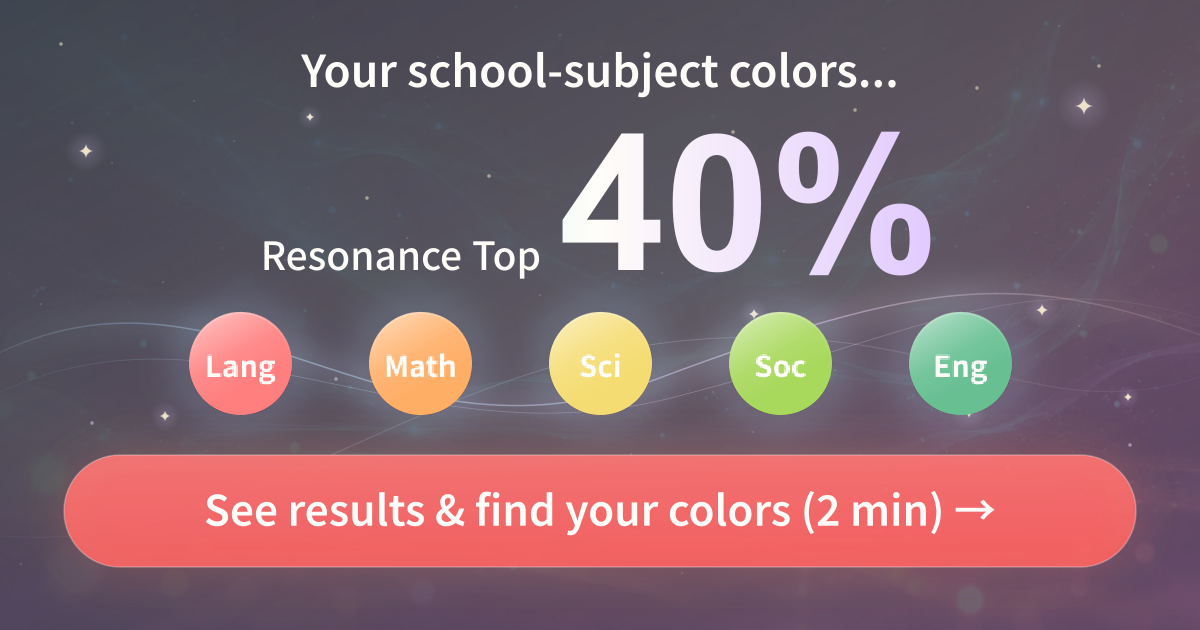 Your school-subject colors...
Resonance Top 40%
Lang Math Sci Soc Eng
See results & find your colors (2 min) →